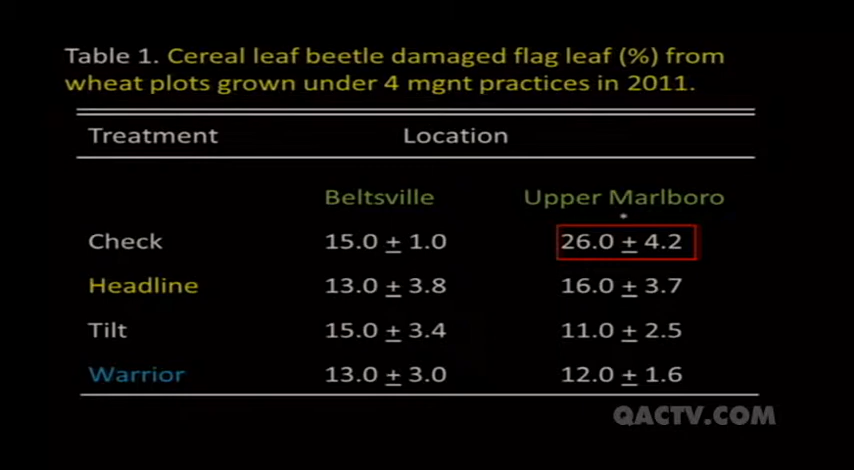 Table 1. Cereal leaf beetle damaged flag leaf (%) from
wheat plots grown under 4 mgnt practices in 2011.
Treatment Location
Beltsville Upper Marlboro
*
Check 15.0 ± 1.0 26.0 ± 4.2
Headline 13.0 ± 3.8 16.0 ± 3.7
Tilt 15.0 ± 3.4 11.0 ± 2.5
Warrior 13.0 ± 3.0 12.0 ± 1.6
QACTV.COM